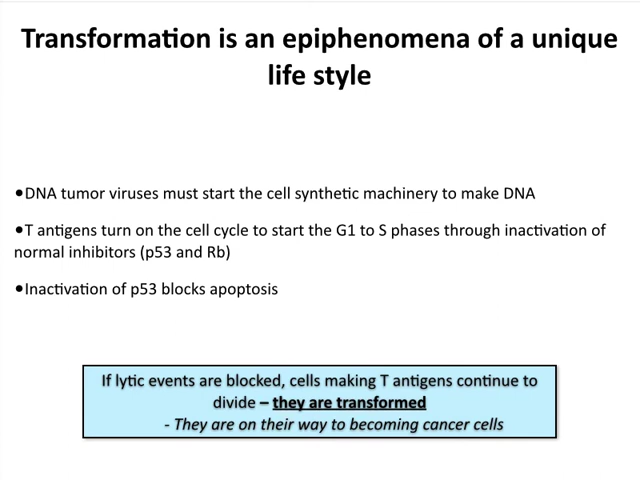 Transformation is an epiphenomena of a unique
life style
•DNA tumor viruses must start the cell synthetic machinery to make DNA
•T antigens turn on the cell cycle to start the G1 to S phases through inactivation of
normal inhibitors (p53 and Rb)
•Inactivation of p53 blocks apoptosis
If lytic events are blocked, cells making T antigens continue to
divide – they are transformed
- They are on their way to becoming cancer cells